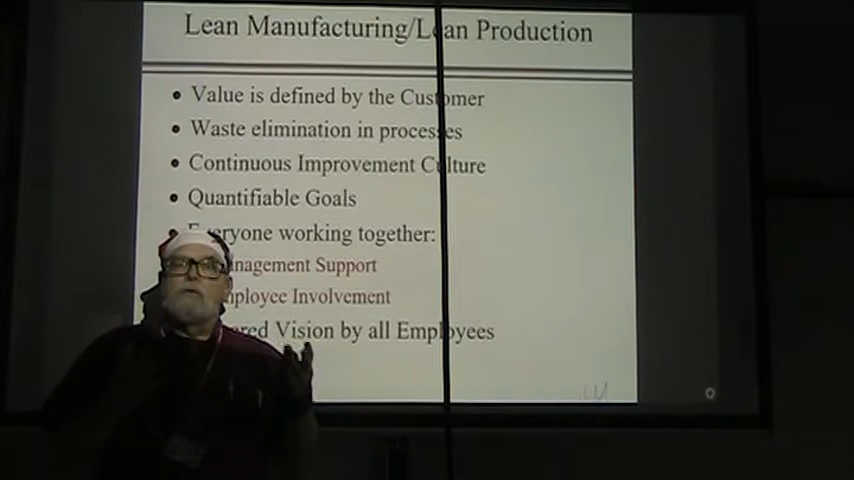 Lean Manufacturing/Lean Production
• Value is defined by the Customer
• Waste elimination in processes
• Continuous Improvement Culture
• Quantifiable Goals
• Everyone working together:
Management Support
Employee Involvement
Vision by all Employees